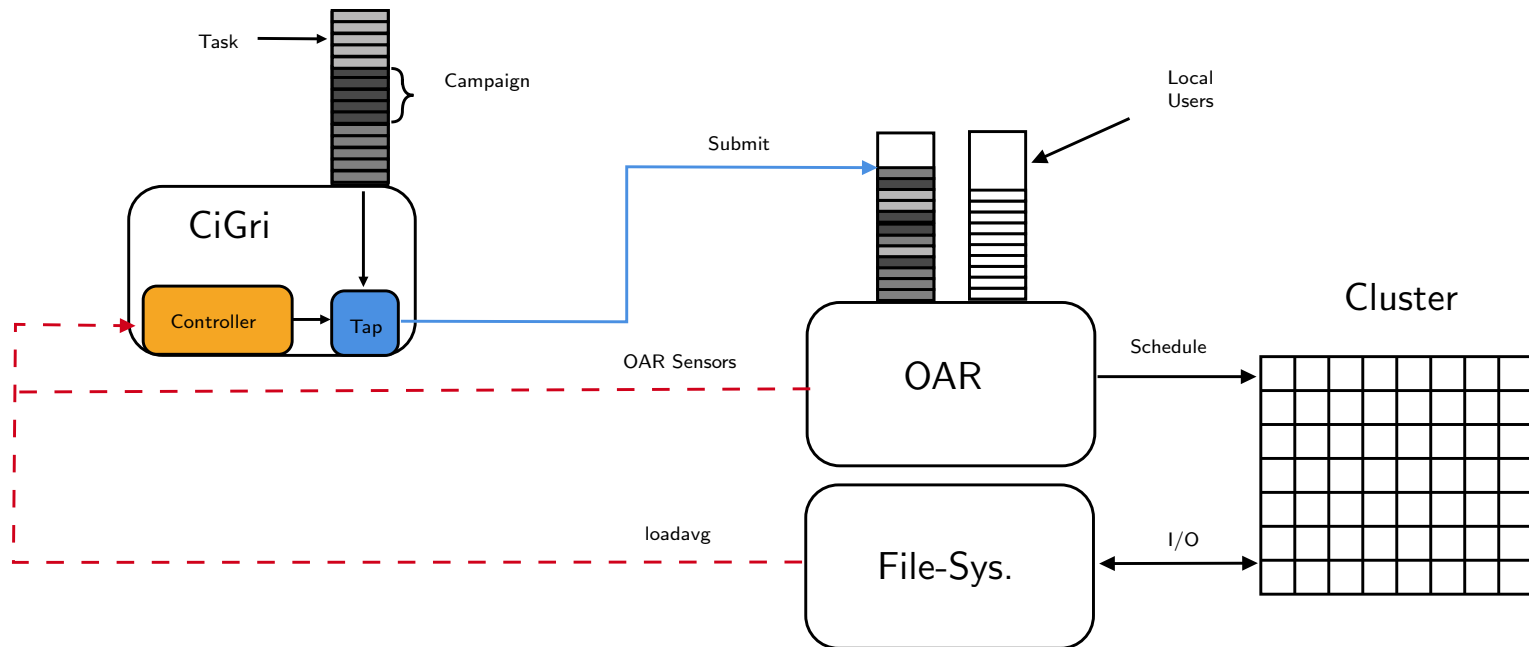 Task
Campaign
Local
Users
Submit
CiGri
Cluster
Controller
Tap
OAR Sensors
OAR
Schedule
loadavg
File-Sys.
I/O